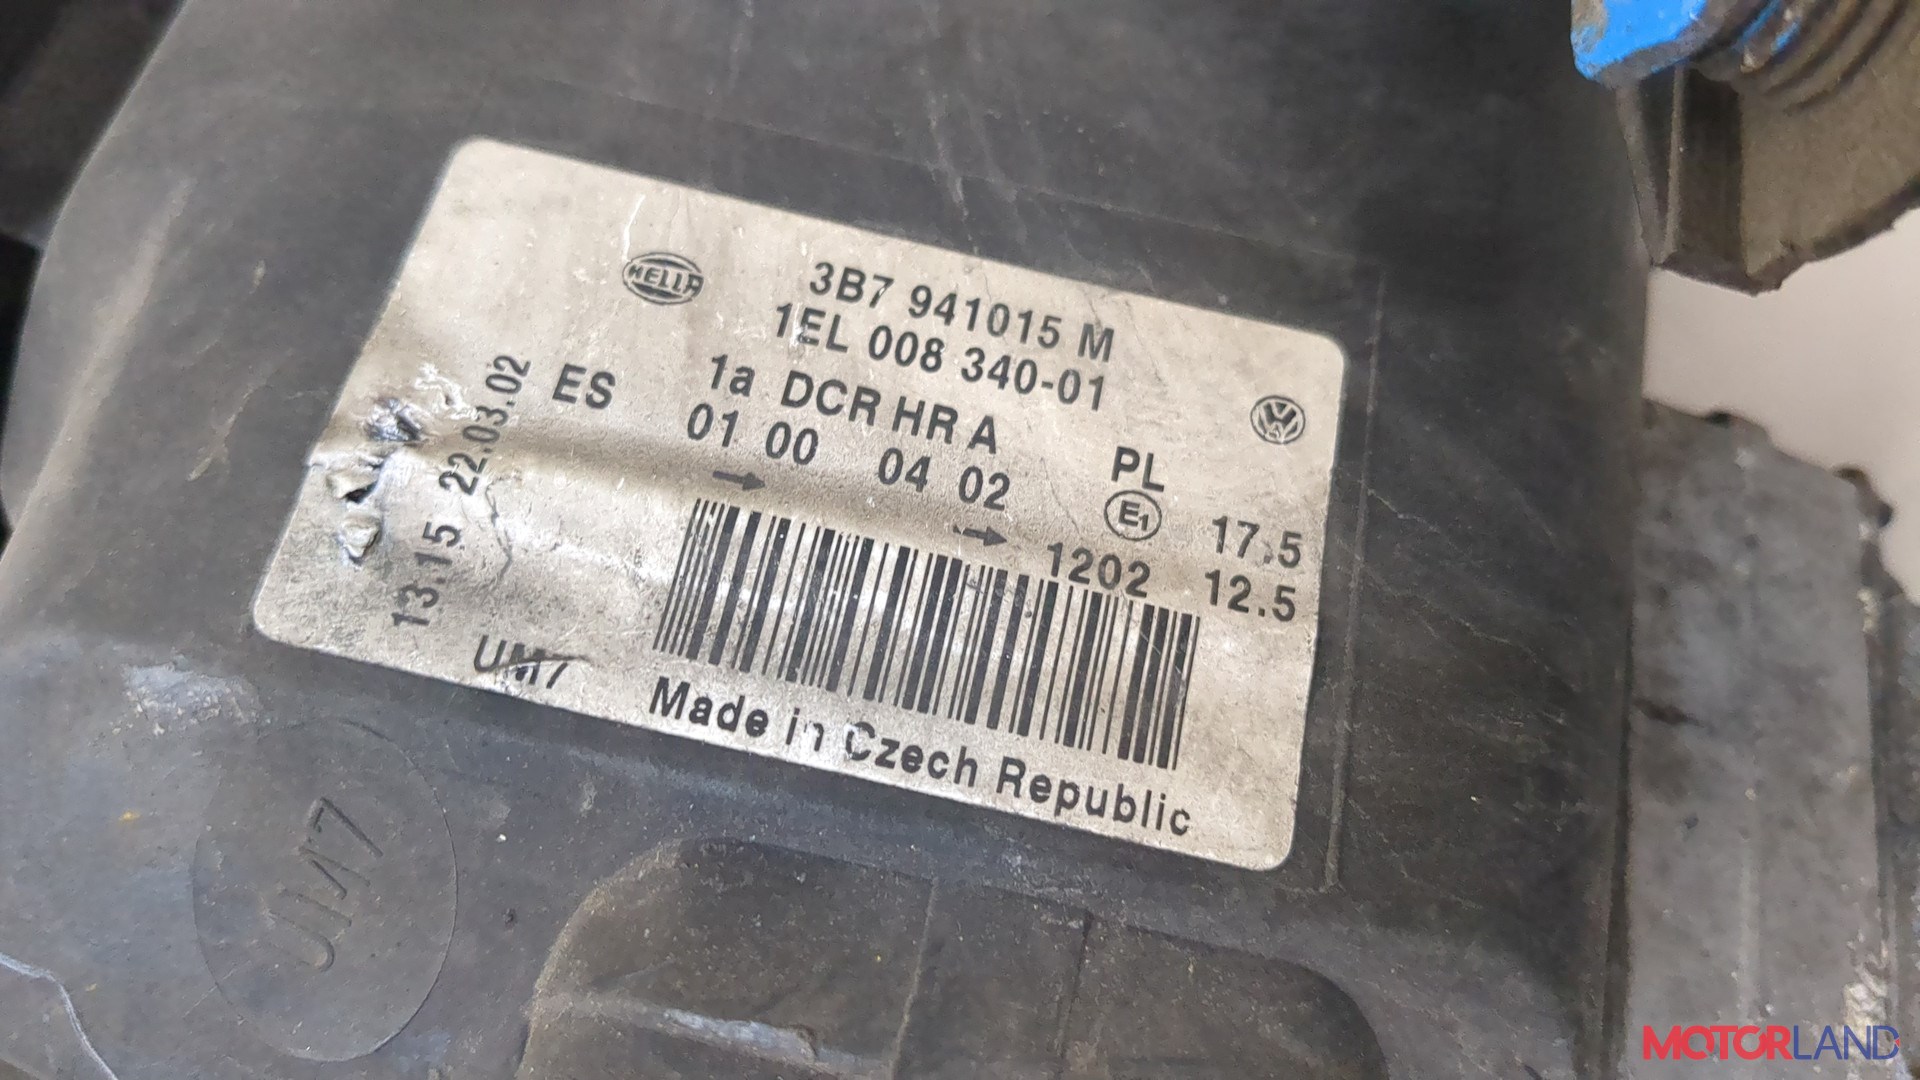 HELLA
3B7 941015 M
1EL 008 340-01
ES 1a DCR HR A PL
01 00 04 02 E1 17.5
→ → 1202 12.5
13.15 22.03.02
UM7
Made in Czech Republic
UM7
MOTORLAND